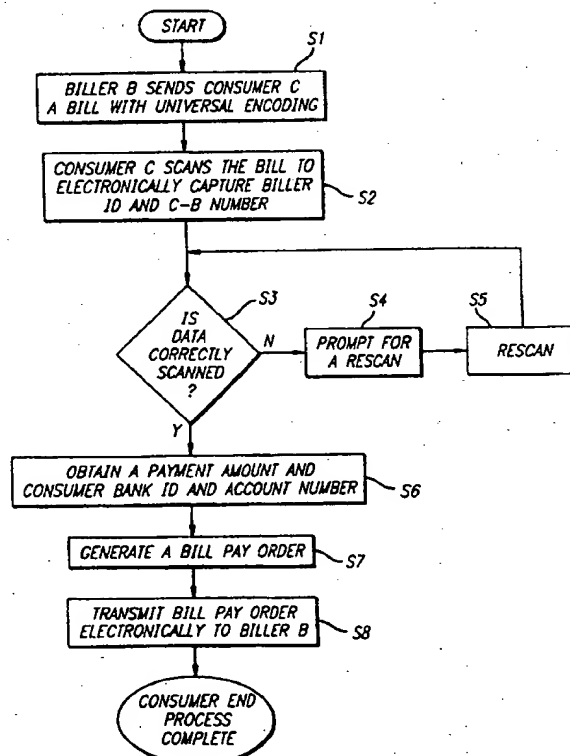 START
S1
BILLER B SENDS CONSUMER C
A BILL WITH UNIVERSAL ENCODING
CONSUMER C SCANS THE BILL TO
ELECTRONICALLY CAPTURE BILLER
ID AND C-B NUMBER
S2
S3
IS
DATA
CORRECTLY
SCANNED
?
N
S4
PROMPT FOR
A RESCAN
S5
RESCAN
Y
OBTAIN A PAYMENT AMOUNT AND
CONSUMER BANK ID AND ACCOUNT NUMBER
S6
GENERATE A BILL PAY ORDER
S7
TRANSMIT BILL PAY ORDER
ELECTRONICALLY TO BILLER B
S8
CONSUMER END
PROCESS
COMPLETE